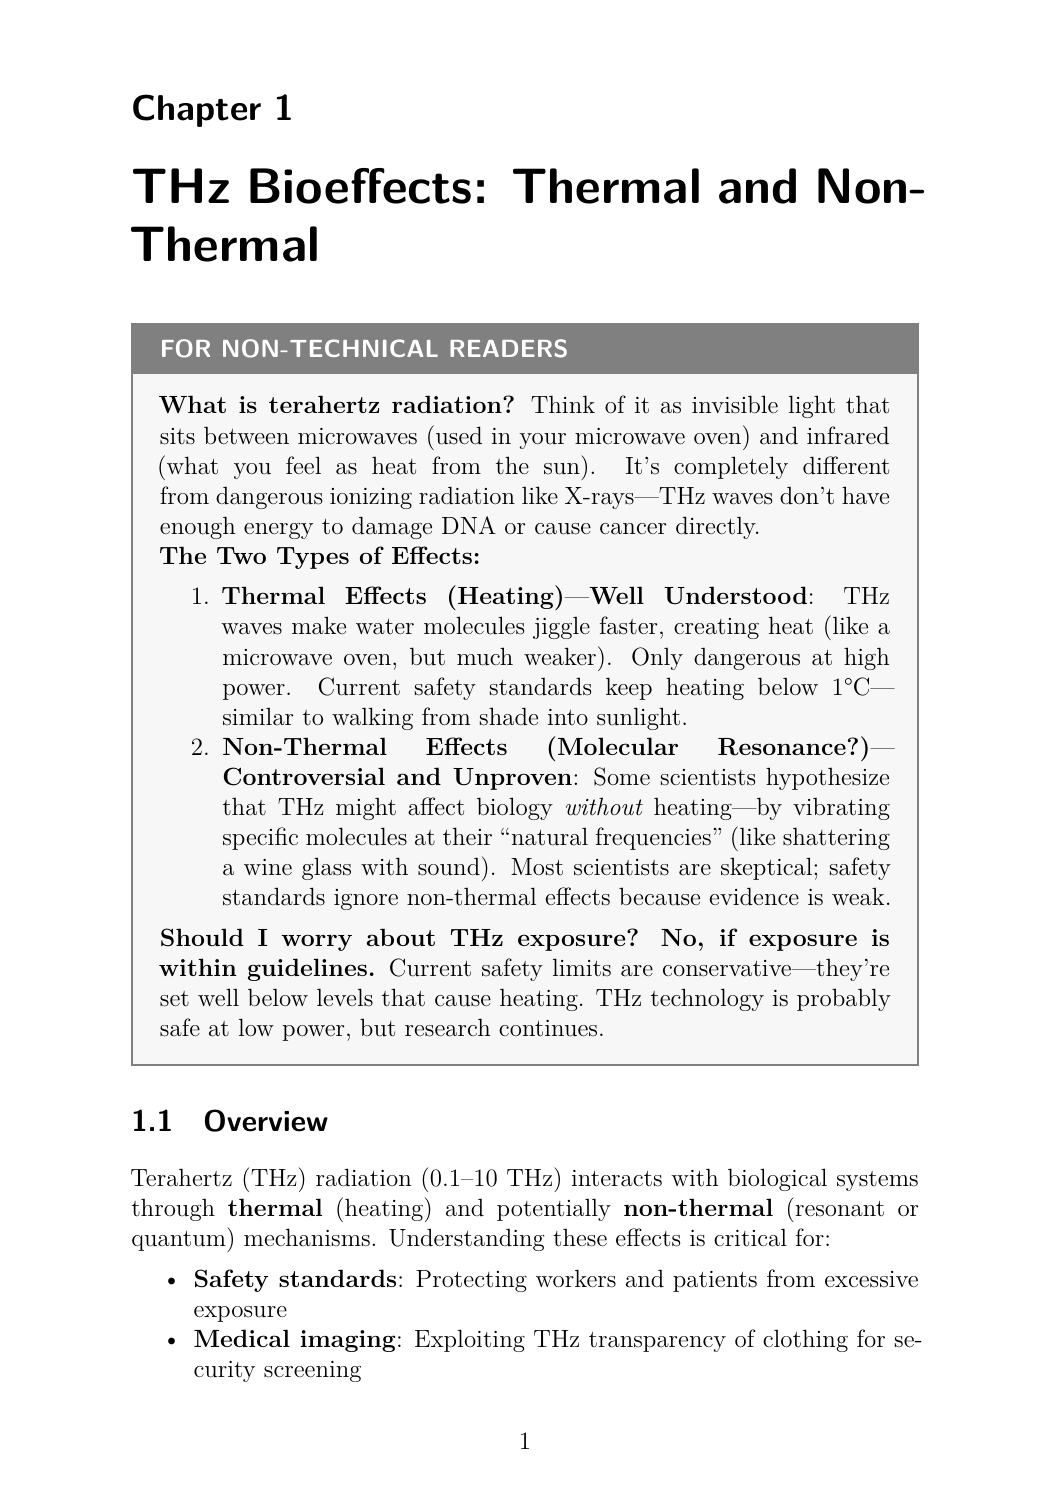 Chapter 1
THz Bioeffects: Thermal and Non-
Thermal
FOR NON-TECHNICAL READERS
What is terahertz radiation? Think of it as invisible light that
sits between microwaves (used in your microwave oven) and infrared
(what you feel as heat from the sun). It's completely different
from dangerous ionizing radiation like X-rays—THz waves don't have
enough energy to damage DNA or cause cancer directly.
The Two Types of Effects:
1. Thermal Effects (Heating)—Well Understood: THz
waves make water molecules jiggle faster, creating heat (like a
microwave oven, but much weaker). Only dangerous at high
power. Current safety standards keep heating below 1°C—
similar to walking from shade into sunlight.
2. Non-Thermal Effects (Molecular Resonance?)—
Controversial and Unproven: Some scientists hypothesize
that THz might affect biology without heating—by vibrating
specific molecules at their “natural frequencies” (like shattering
a wine glass with sound). Most scientists are skeptical; safety
standards ignore non-thermal effects because evidence is weak.
Should I worry about THz exposure? No, if exposure is
within guidelines. Current safety limits are conservative—they're
set well below levels that cause heating. THz technology is probably
safe at low power, but research continues.
1.1 Overview
Terahertz (THz) radiation (0.1–10 THz) interacts with biological systems
through thermal (heating) and potentially non-thermal (resonant or
quantum) mechanisms. Understanding these effects is critical for:
• Safety standards: Protecting workers and patients from excessive
exposure
• Medical imaging: Exploiting THz transparency of clothing for se-
curity screening
1